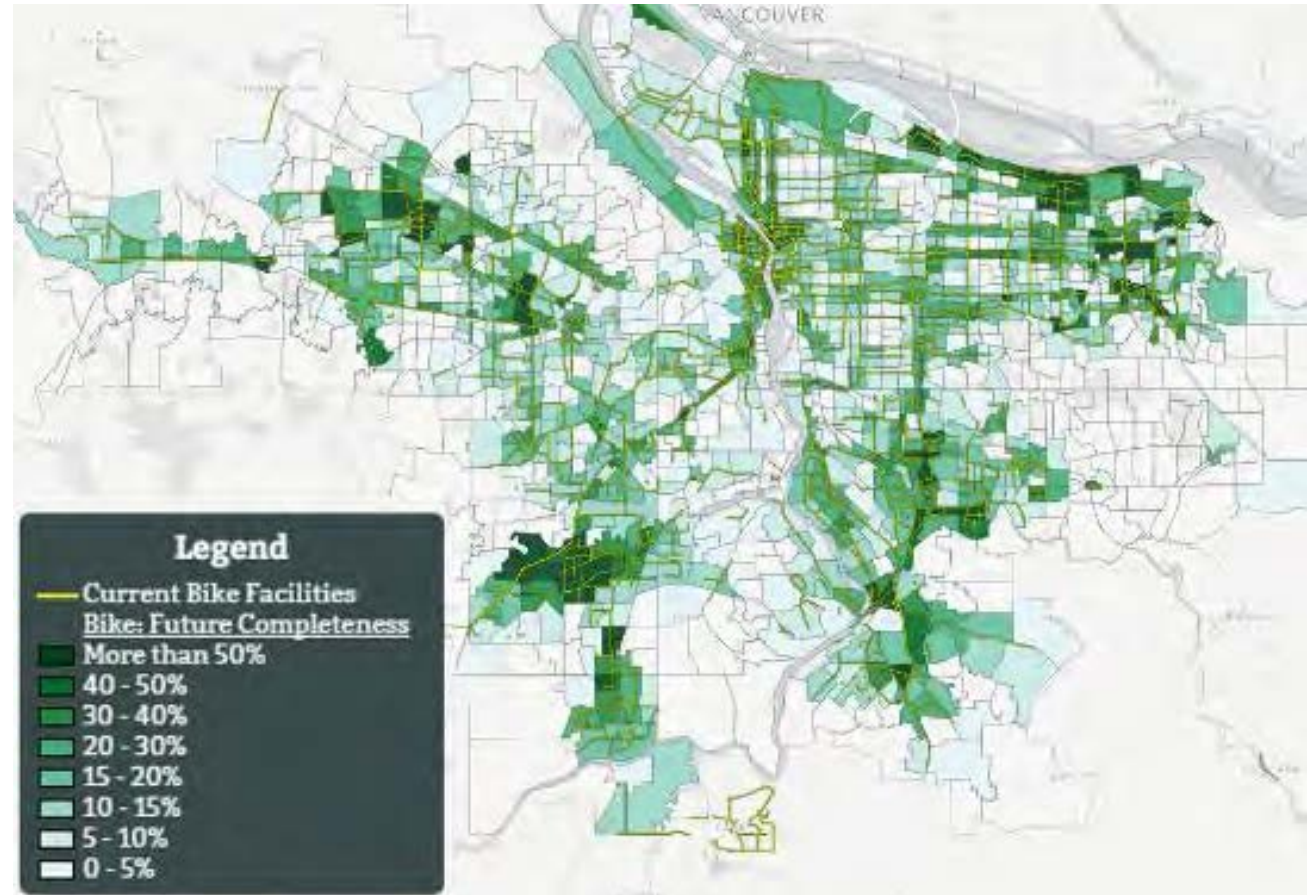 VANCOUVER
Legend
Current Bike Facilities
Bike: Future Completeness
More than 50%
40 - 50%
30 - 40%
20 - 30%
15 - 20%
10 - 15%
5 - 10%
0 - 5%